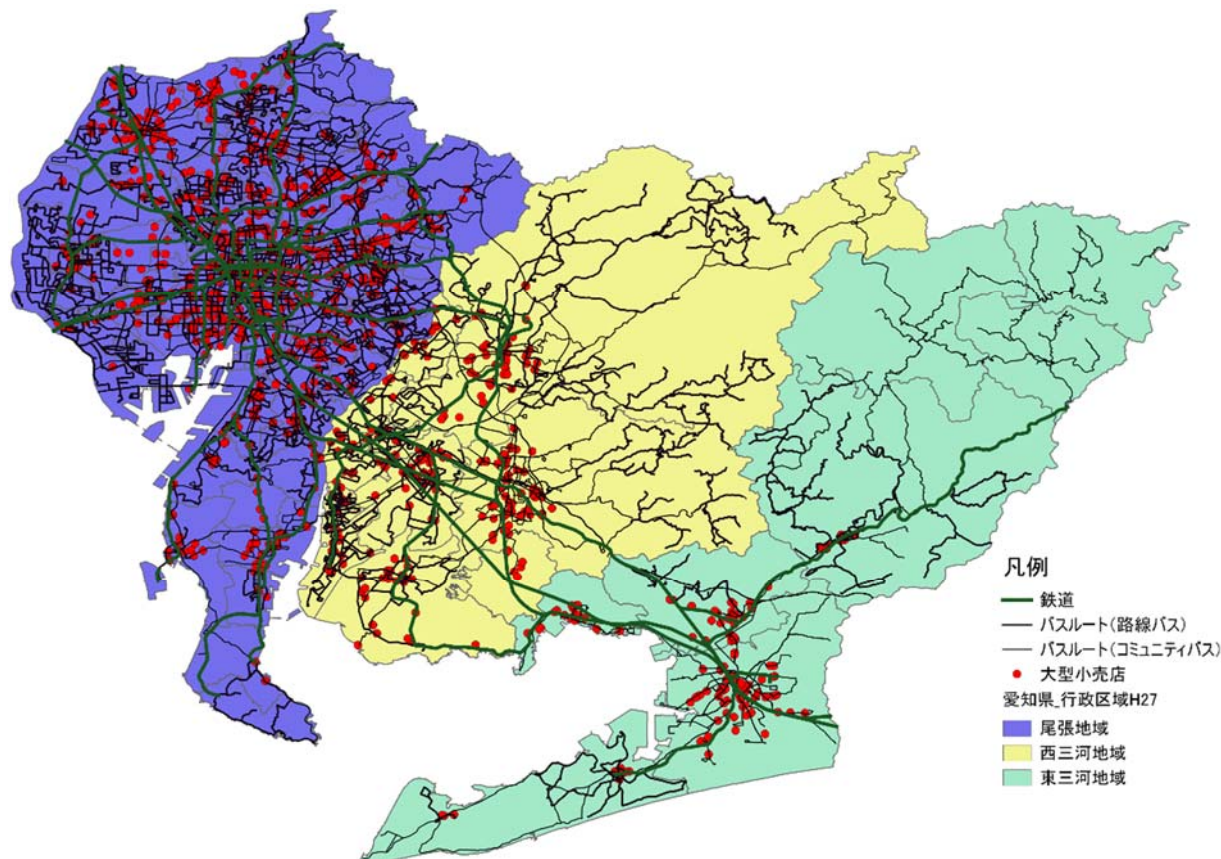 凡例
鉄道
バスルート(路線バス)
バスルート(コミュニティバス)
大型小売店
愛知県_行政区域H27
尾張地域
西三河地域
東三河地域